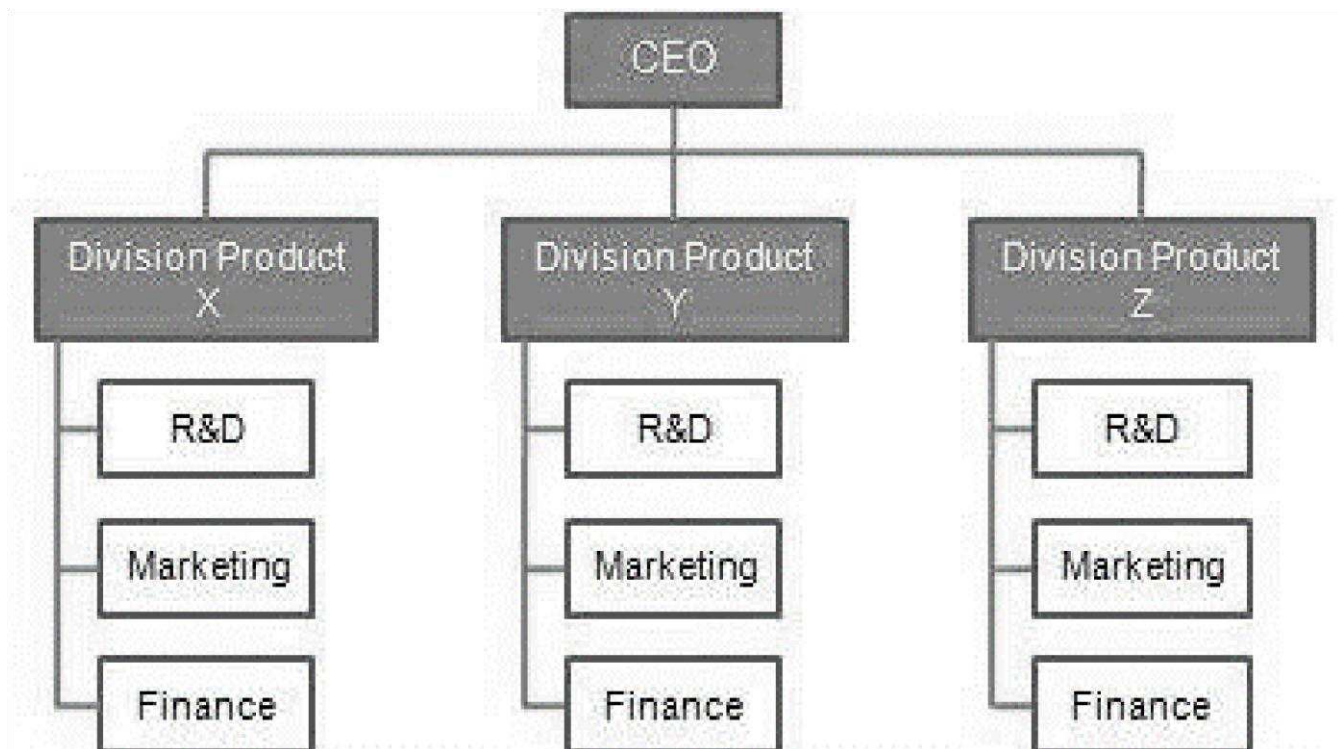 CEO
Division Product
X
Division Product
Y
Division Product
Z
R&D
R&D
R&D
Marketing
Marketing
Marketing
Finance
Finance
Finance